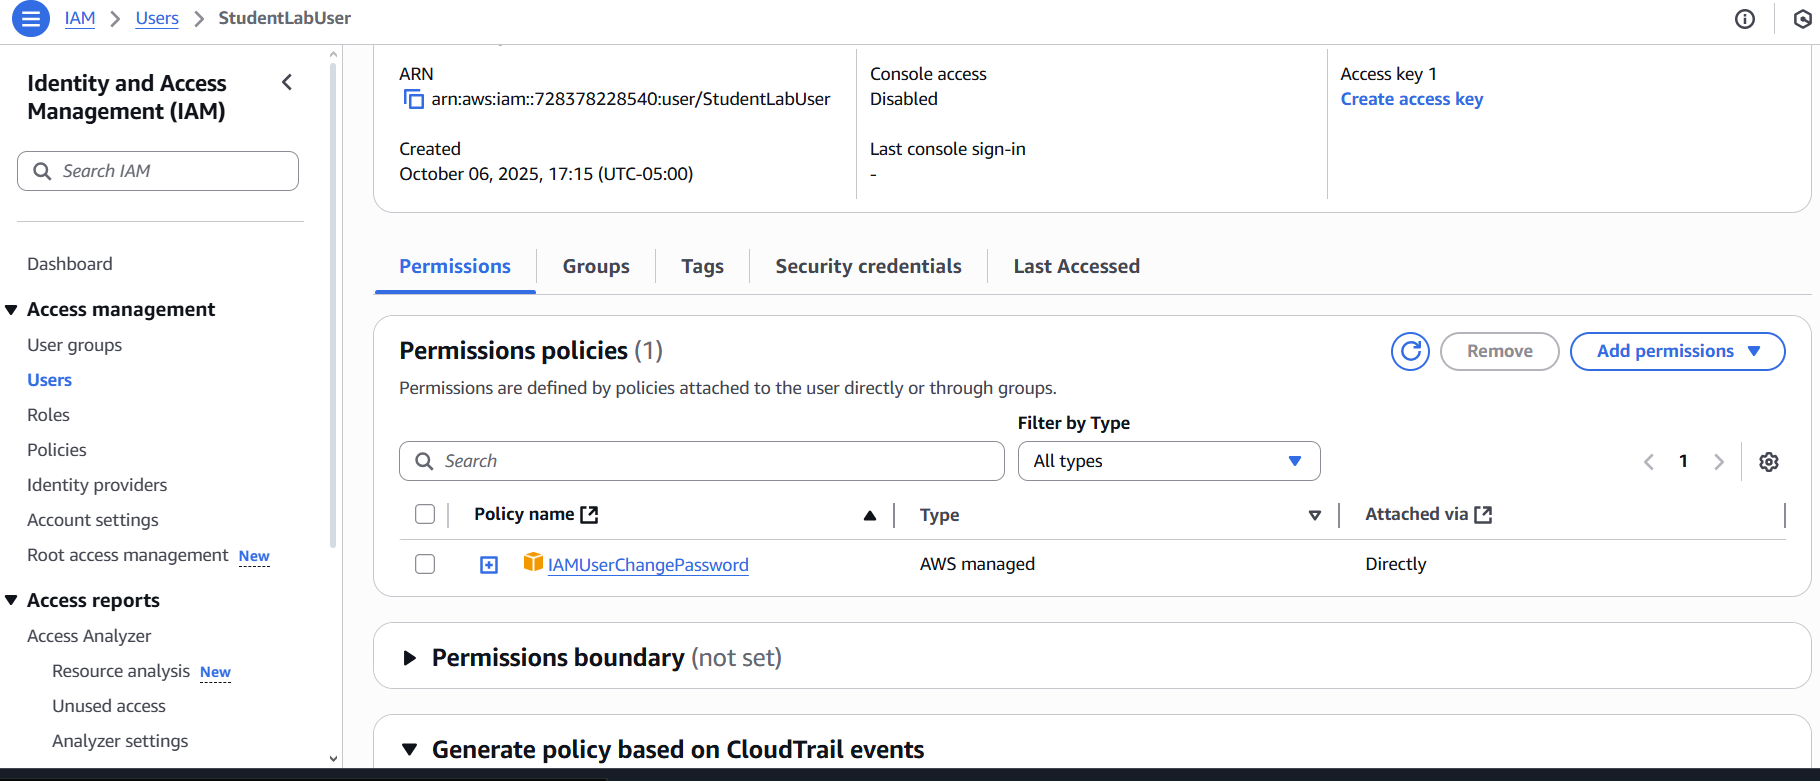 IAM > Users > StudentLabUser
Identity and Access
Management (IAM)
Search IAM
Dashboard
Access management
User groups
Users
Roles
Policies
Identity providers
Account settings
Root access management New
Access reports
Access Analyzer
Resource analysis New
Unused access
Analyzer settings
ARN
arn:aws:iam::728378228540:user/StudentLabUser
Created
October 06, 2025, 17:15 (UTC-05:00)
Console access
Disabled
Last console sign-in
-
Access key 1
Create access key
Permissions Groups Tags Security credentials Last Accessed
Permissions policies (1)
Remove
Add permissions
Permissions are defined by policies attached to the user directly or through groups.
Filter by Type
Search
All types
1
Policy name Type Attached via
IAMUserChangePassword AWS managed Directly
Permissions boundary (not set)
Generate policy based on CloudTrail events